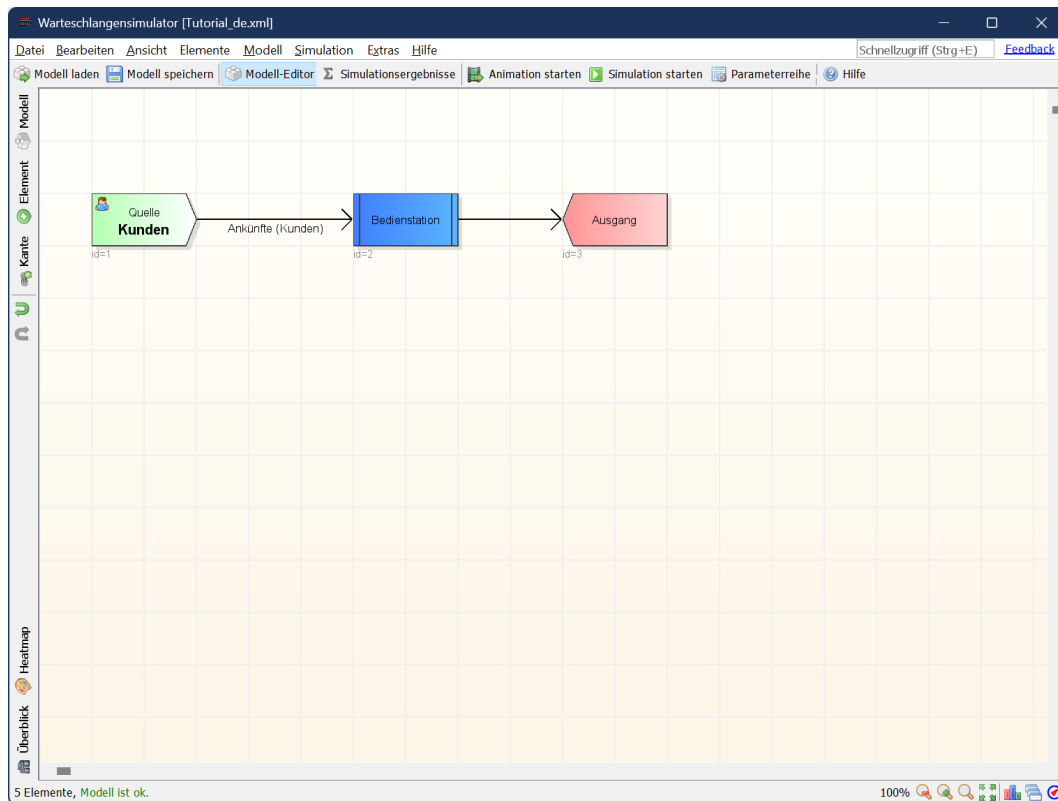 Warteschlangensimulator [Tutorial_de.xml]
Datei Bearbeiten Ansicht Elemente Modell Simulation Extras Hilfe Schnellzugriff (Strg+E) Feedback
Modell laden Modell speichern Modell-Editor Σ Simulationsergebnisse Animation starten Simulation starten Parameterreihe Hilfe
Modell
Element
Kante
Quelle
Kunden
id=1
Ankünfte (Kunden)
Bedienstation
id=2
Ausgang
id=3
Heatmap
Überblick
5 Elemente, Modell ist ok. 100%